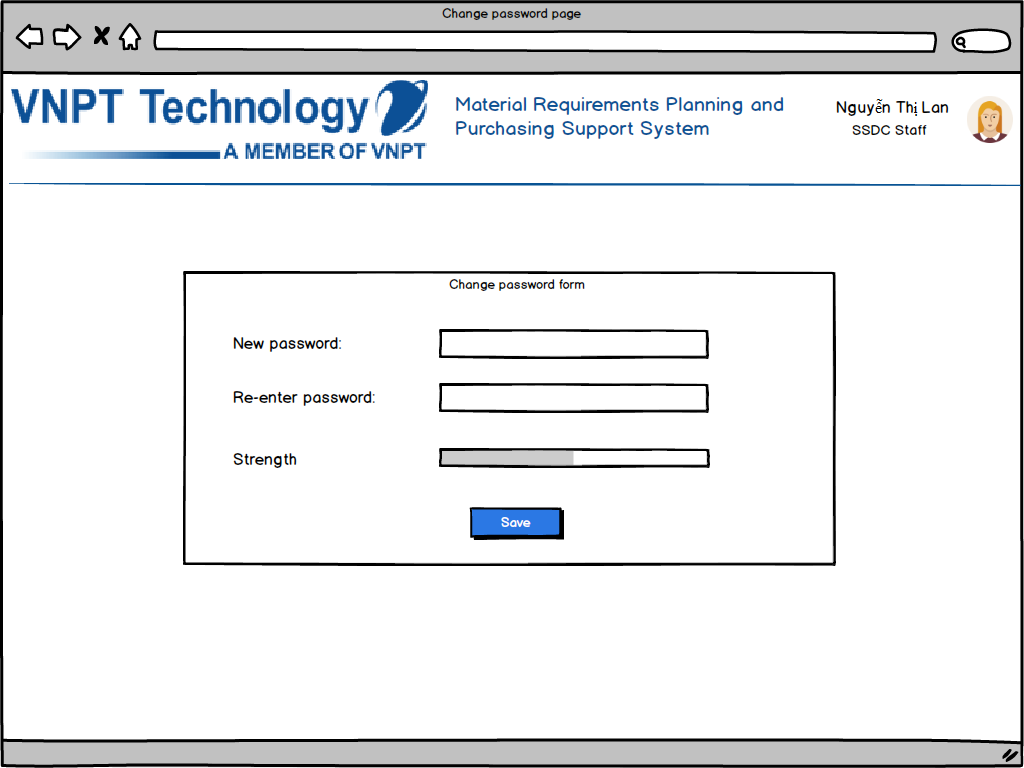 Change password page
VNPT Technology
A MEMBER OF VNPT
Material Requirements Planning and
Purchasing Support System
Nguyễn Thị Lan
SSDC Staff
Change password form
New password:
Re-enter password:
Strength
Save